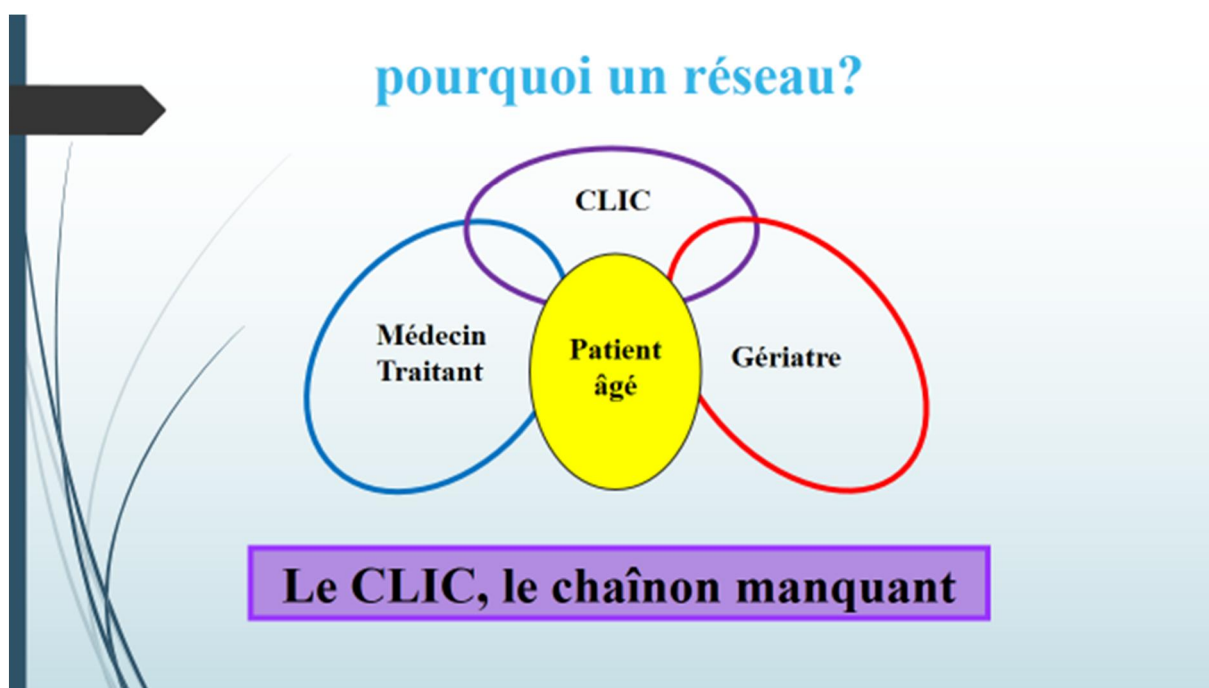 pourquoi un réseau?
CLIC
Médecin
Traitant
Patient
âgé
Gériatre
Le CLIC, le chaînon manquant